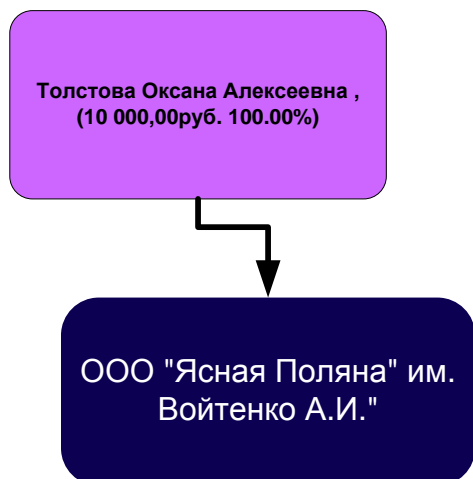 Толстова Оксана Алексеевна ,
(10 000,00руб. 100.00%)
ООО "Ясная Поляна" им.
Войтенко А.И."